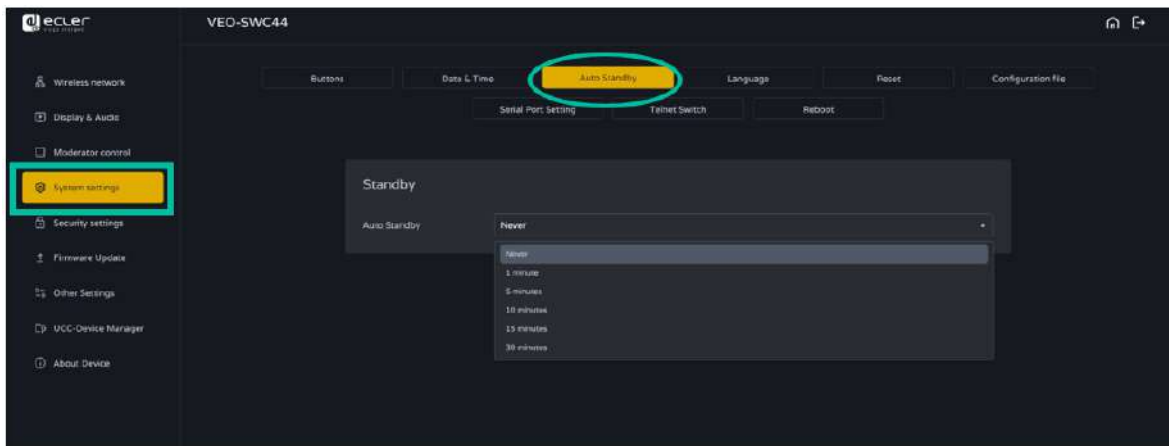 ecler
VEO-SWC44
Wireless network
Display & Audio
Moderator control
System settings
Security settings
Firmware Update
Other Settings
UCC-Device Manager
About Device
Buttons
Date & Time
Auto Standby
Language
Reset
Configuration file
Serial Port Setting
Telnet Switch
Reboot
Standby
Auto Standby
Never
Never
1 minute
5 minutes
10 minutes
15 minutes
30 minutes